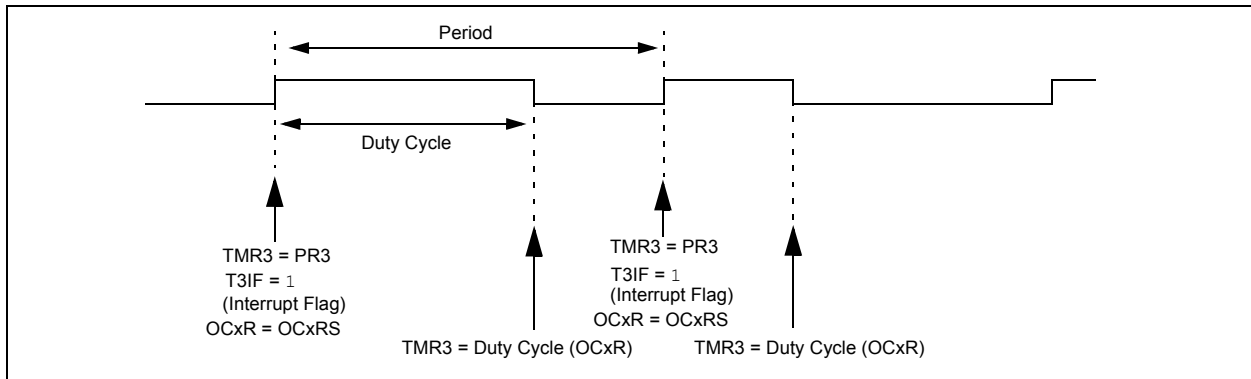 Period
Duty Cycle
TMR3 = PR3
T3IF = 1
(Interrupt Flag)
OCxR = OCxRS
TMR3 = Duty Cycle (OCxR)
TMR3 = PR3
T3IF = 1
(Interrupt Flag)
OCxR = OCxRS
TMR3 = Duty Cycle (OCxR)